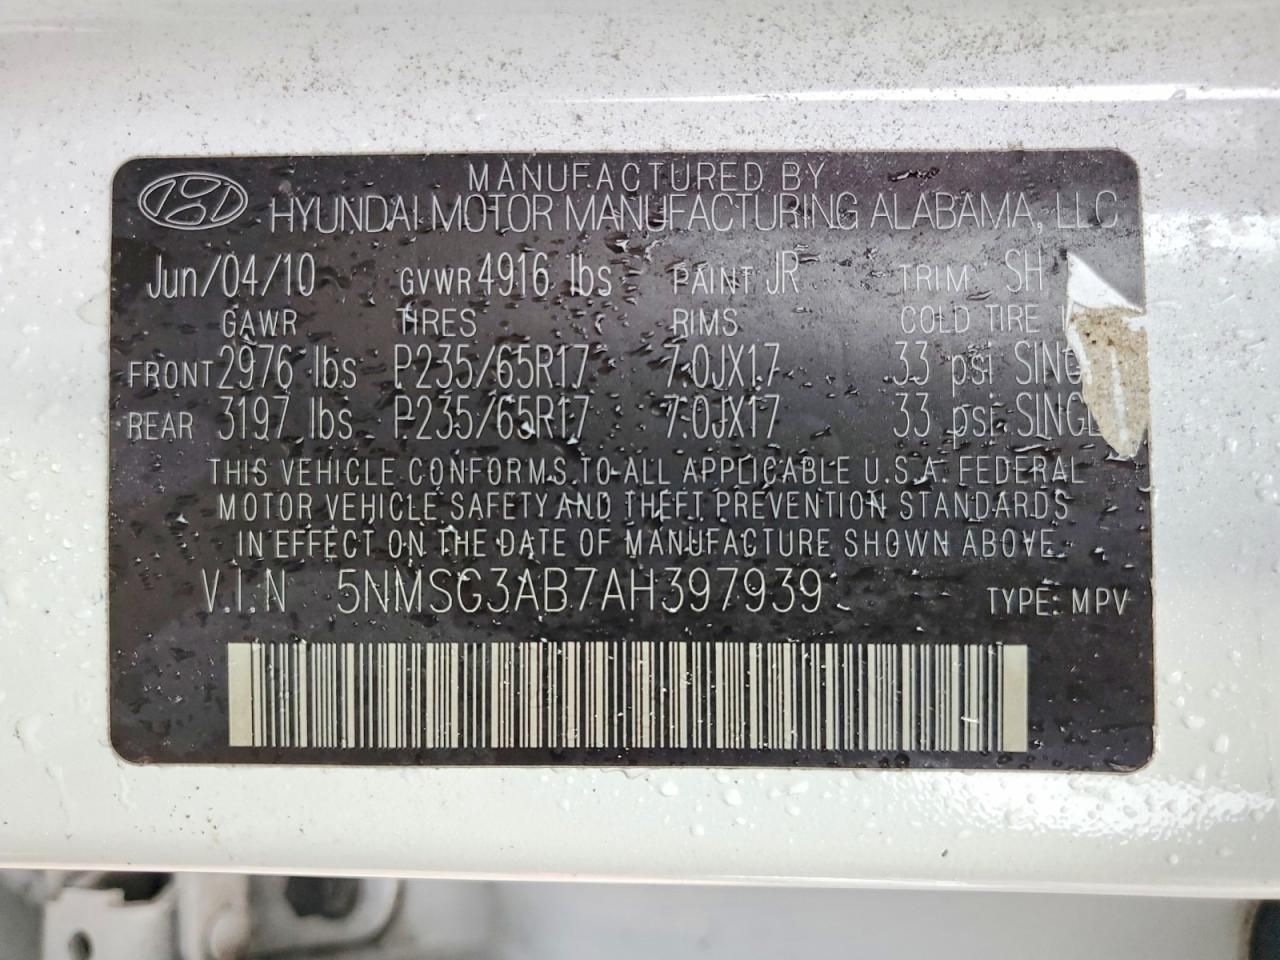 MANUFACTURED BY
HYUNDAI MOTOR MANUFACTURING ALABAMA, LLC
Jun/04/10 GVWR 4916 lbs PAINT JR TRIM SH
GAWR TIRES RIMS COLD TIRE
FRONT 2976 lbs P235/65R17 7.0JX17 33 psi SING
REAR 3197 lbs P235/65R17 7.0JX17 33 psi SINGL
THIS VEHICLE CONFORMS TO ALL APPLICABLE U.S.A. FEDERAL
MOTOR VEHICLE SAFETY AND THEFT PREVENTION STANDARDS
IN EFFECT ON THE DATE OF MANUFACTURE SHOWN ABOVE.
V.I.N 5NMSG3AB7AH397939 TYPE: MPV